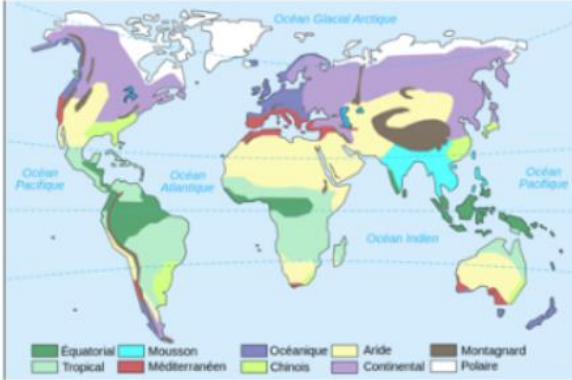 Océan Glacial Arctique
Océan Pacifique
Océan Atlantique
Océan Pacifique
Océan Indien
Équatorial Mousson Océanique Aride Montagnard
Tropical Méditerranéen Chinois Continental Polaire